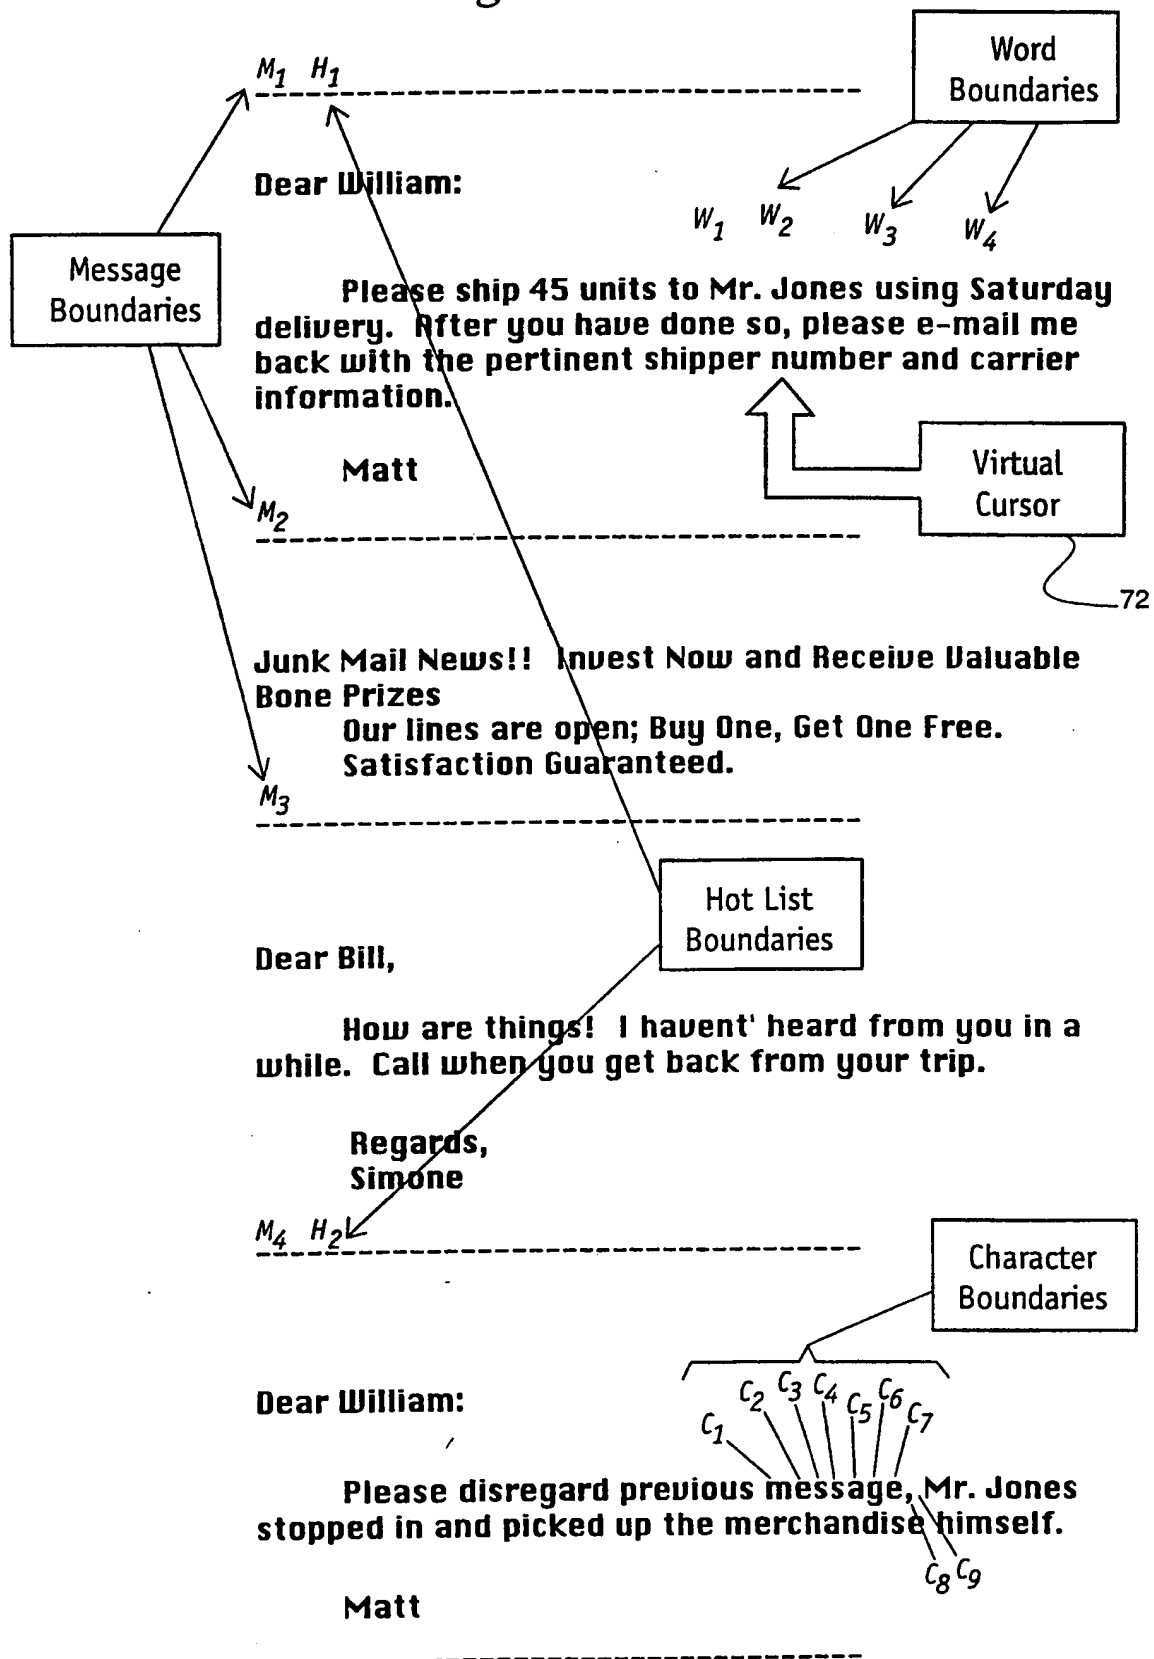 M1 H1
Word
Boundaries
Dear William:
W1 W2 W3 W4
Message
Boundaries
Please ship 45 units to Mr. Jones using Saturday
delivery. After you have done so, please e-mail me
back with the pertinent shipper number and carrier
information.
Matt
Virtual
Cursor
M2
72
Junk Mail News!! Invest Now and Receive Valuable
Bone Prizes
Our lines are open; Buy One, Get One Free.
Satisfaction Guaranteed.
M3
Hot List
Boundaries
Dear Bill,
How are things! I havent' heard from you in a
while. Call when you get back from your trip.
Regards,
Simone
M4 H2
Character
Boundaries
Dear William:
C1 C2 C3 C4 C5 C6 C7
Please disregard previous message, Mr. Jones
stopped in and picked up the merchandise himself.
C8 C9
Matt